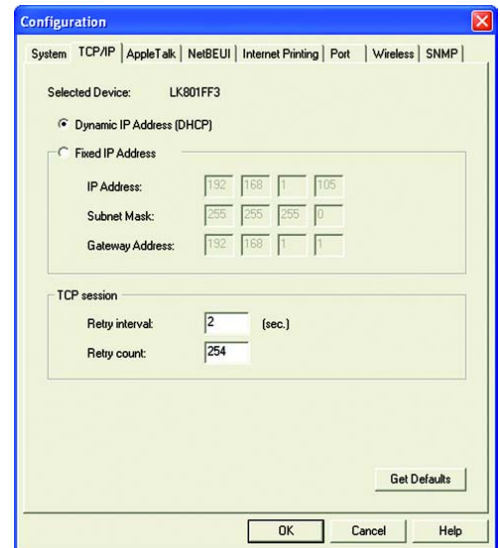 Configuration
System TCP/IP AppleTalk NetBEUI Internet Printing Port Wireless SNMP
Selected Device: LK801FF3
Dynamic IP Address (DHCP)
Fixed IP Address
IP Address: 192 168 1 105
Subnet Mask: 255 255 255 0
Gateway Address: 192 168 1 1
TCP session
Retry interval: 2 (sec.)
Retry count: 254
Get Defaults
OK Cancel Help